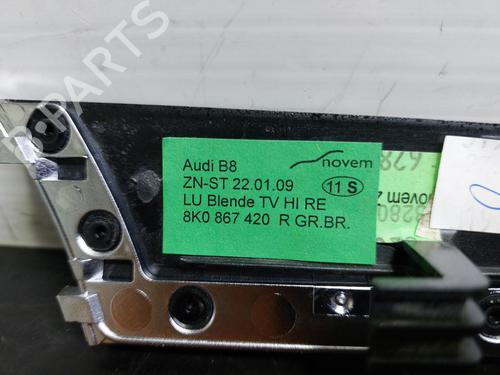 B-PARTS
Audi B8
novem
ZN-ST 22.01.09
11 S
LU Blende TV HI RE
8K0 867 420 R GR.BR.